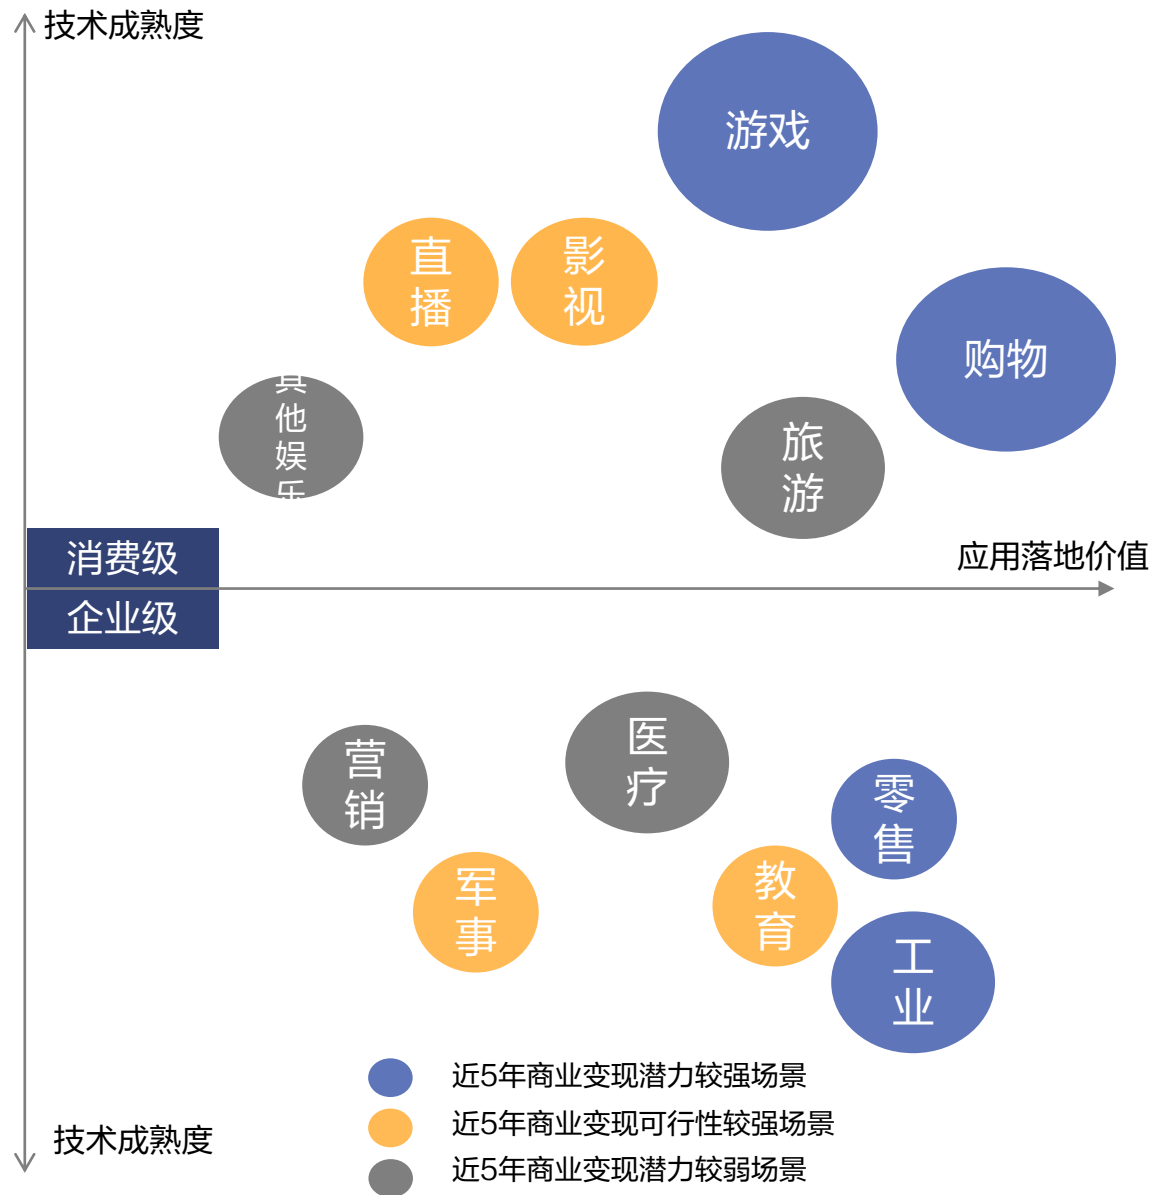 技术成熟度
游戏
直
播
影
视
购物
其
他
娱
乐
旅
游
消费级
应用落地价值
企业级
医
疗
营
销
零
售
军
事
教
育
工
业
近5年商业变现潜力较强场景
近5年商业变现可行性较强场景
技术成熟度
近5年商业变现潜力较弱场景